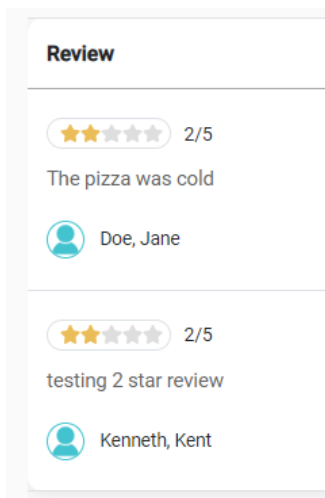 Review
2/5
The pizza was cold
Doe, Jane
2/5
testing 2 star review
Kenneth, Kent